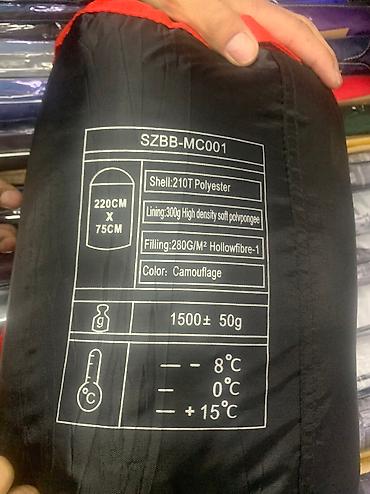 SZBB-MC001
220CM
X
75CM
Shell:210T Polyester
Lining:300g High density soft polvpongee
Filling:280G/M² Hollowfibre-1
Color: Camouflage
g
1500± 50g
°C
— – 8°C
— 0°C
— +15°C